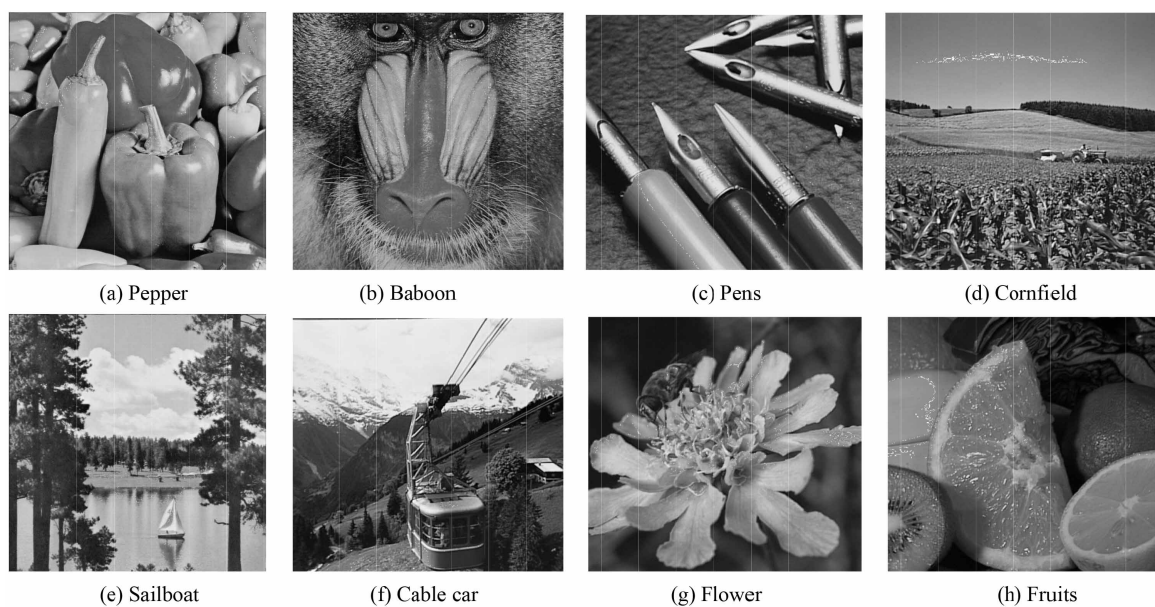 (a) Pepper
(b) Baboon
(c) Pens
(d) Cornfield
(e) Sailboat
(f) Cable car
(g) Flower
(h) Fruits